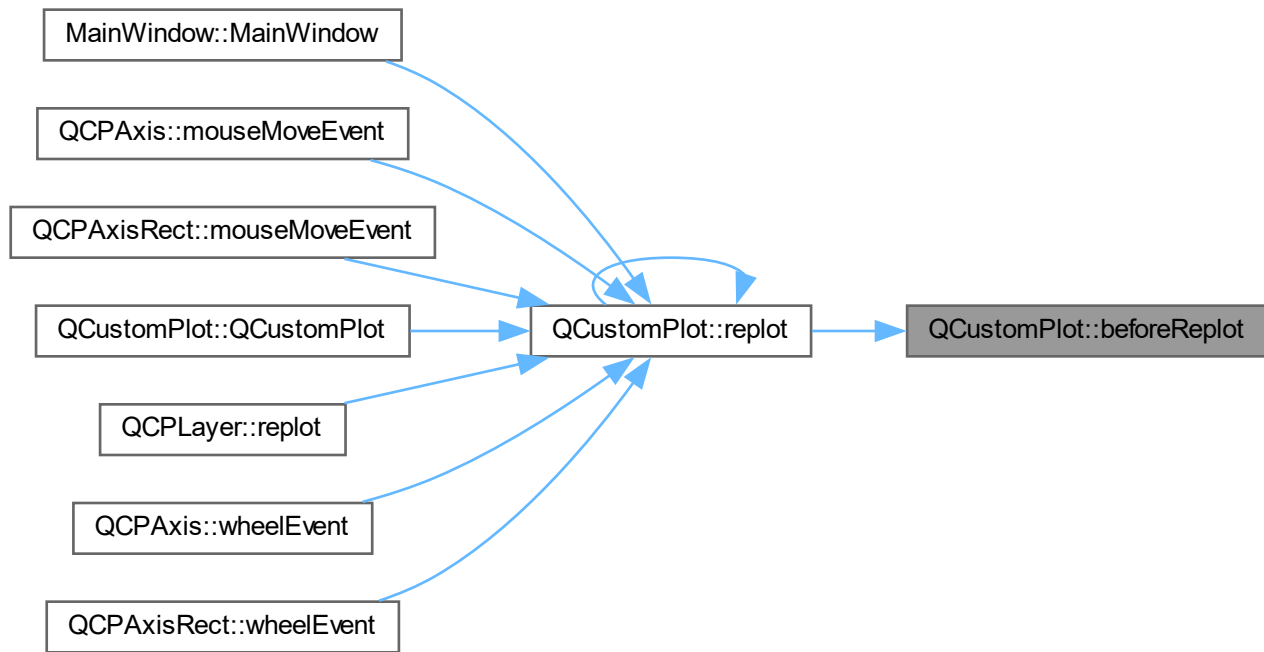 MainWindow::MainWindow
QCPAxis::mouseMoveEvent
QCPAxisRect::mouseMoveEvent
QCustomPlot::QCustomPlot
QCustomPlot::replot
QCustomPlot::beforeReplot
QCPLayer::replot
QCPAxis::wheelEvent
QCPAxisRect::wheelEvent